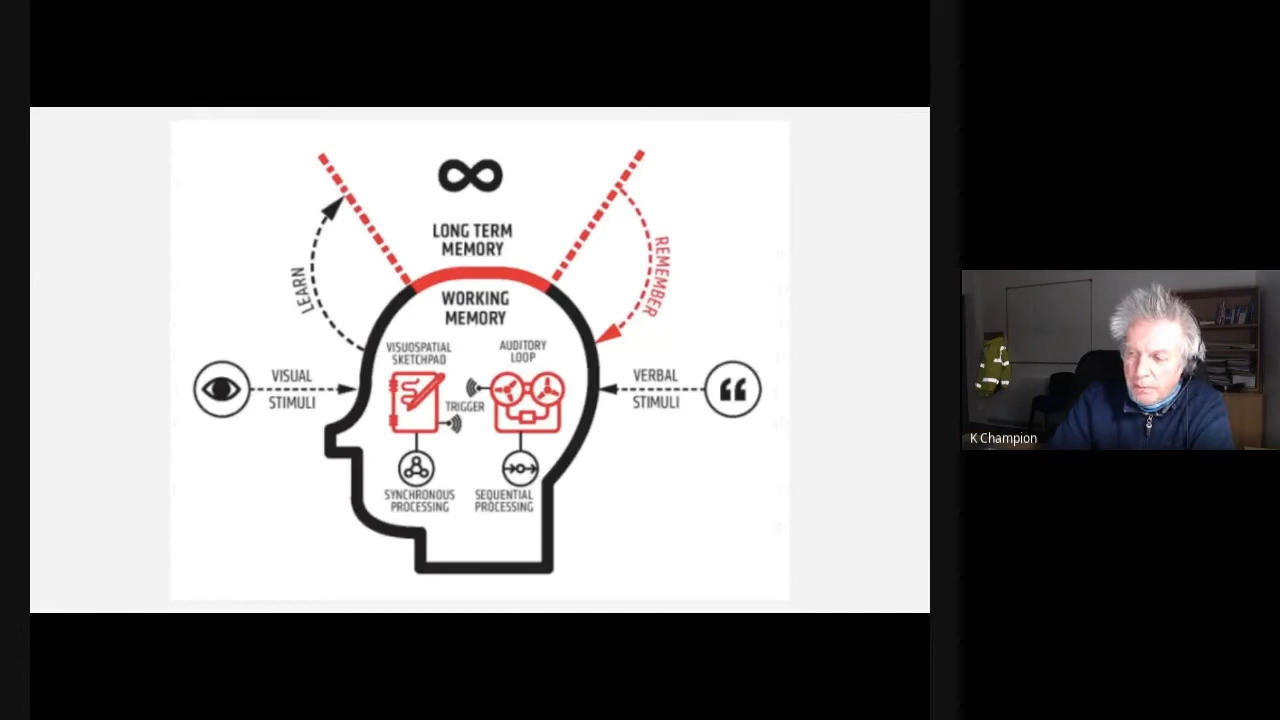 LONG TERM
MEMORY
LEARN
REMEMBER
WORKING
MEMORY
VISUOSPATIAL
SKETCHPAD
AUDITORY
LOOP
VISUAL
STIMULI
TRIGGER
VERBAL
STIMULI
SYNCHRONOUS
PROCESSING
SEQUENTIAL
PROCESSING
K Champion